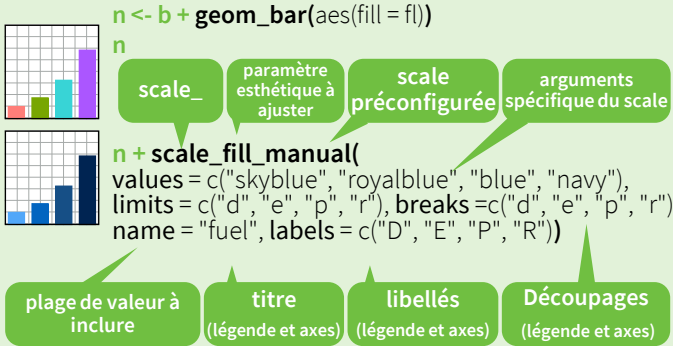 n <- b + geom_bar(aes(fill = fl))
n
scale_
paramètre
esthétique à
ajuster
scale
préconfigurée
arguments
spécifique du scale
n + scale_fill_manual(
values = c("skyblue", "royalblue", "blue", "navy"),
limits = c("d", "e", "p", "r"), breaks =c("d", "e", "p", "r")
name = "fuel", labels = c("D", "E", "P", "R"))
plage de valeur à
inclure
titre
(légende et axes)
libellés
(légende et axes)
Découpages
(légende et axes)